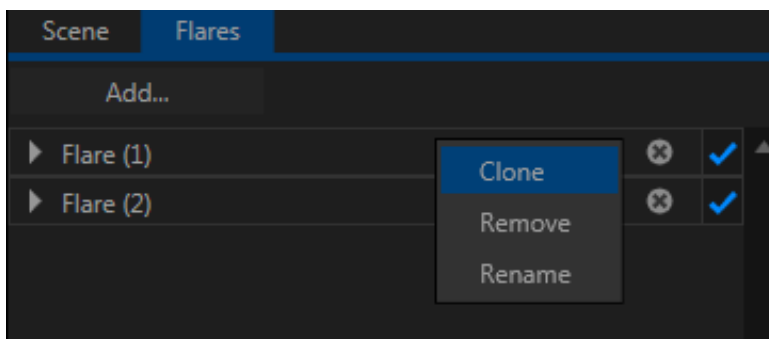 Scene Flares
Add...
Flare (1)
Flare (2)
Clone
Remove
Rename